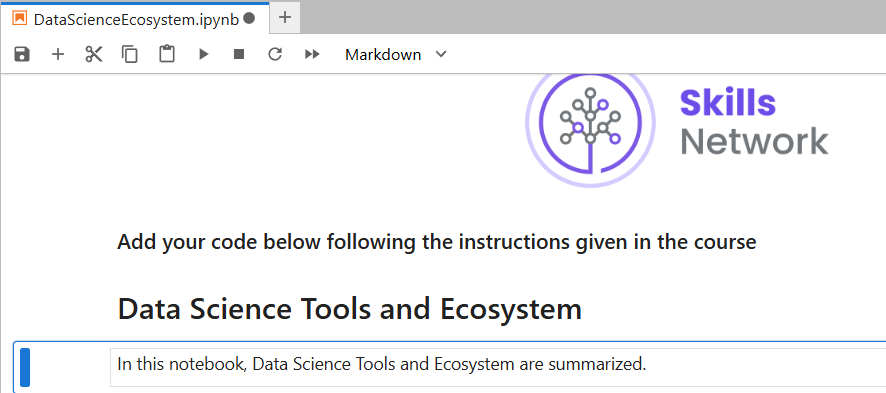 DataScienceEcosystem.ipynb
Markdown
Skills
Network
Add your code below following the instructions given in the course
Data Science Tools and Ecosystem
In this notebook, Data Science Tools and Ecosystem are summarized.